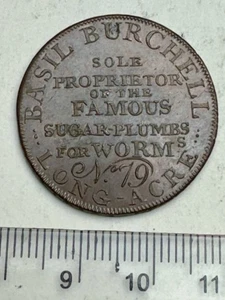 BASIL BURCHELL
SOLE
PROPRIETOR
OF THE
FAMOUS
SUGAR-PLUMBS
FOR WORMS
No 79
LONG-ACRE
9 10 11